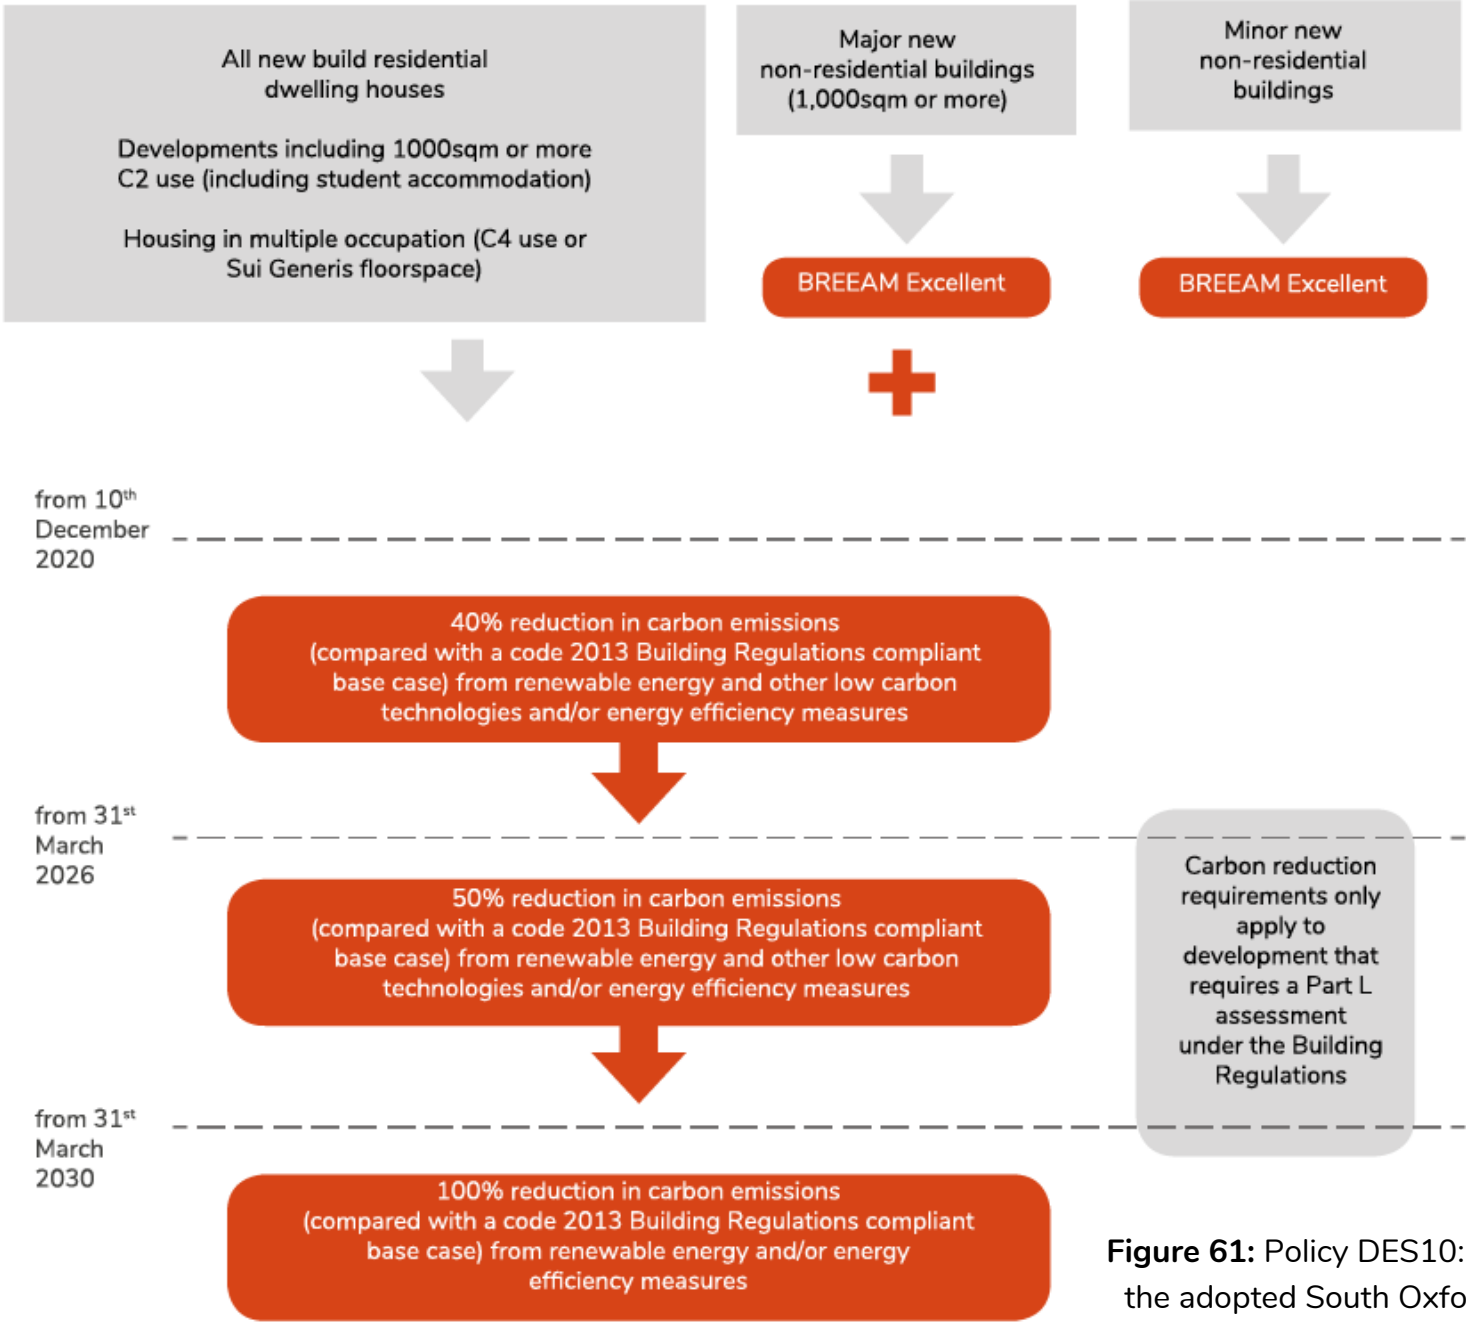 All new build residential
dwelling houses
Developments including 1000sqm or more
C2 use (including student accommodation)
Housing in multiple occupation (C4 use or
Sui Generis floorspace)
Major new
non-residential buildings
(1,000sqm or more)
BREEAM Excellent
Minor new
non-residential
buildings
BREEAM Excellent
from 10th
December
2020
40% reduction in carbon emissions
(compared with a code 2013 Building Regulations compliant
base case) from renewable energy and other low carbon
technologies and/or energy efficiency measures
from 31st
March
2026
50% reduction in carbon emissions
(compared with a code 2013 Building Regulations compliant
base case) from renewable energy and other low carbon
technologies and/or energy efficiency measures
Carbon reduction
requirements only
apply to
development that
requires a Part L
assessment
under the Building
Regulations
from 31st
March
2030
100% reduction in carbon emissions
(compared with a code 2013 Building Regulations compliant
base case) from renewable energy and/or energy
efficiency measures
Figure 61: Policy DES10:
the adopted South Oxfo